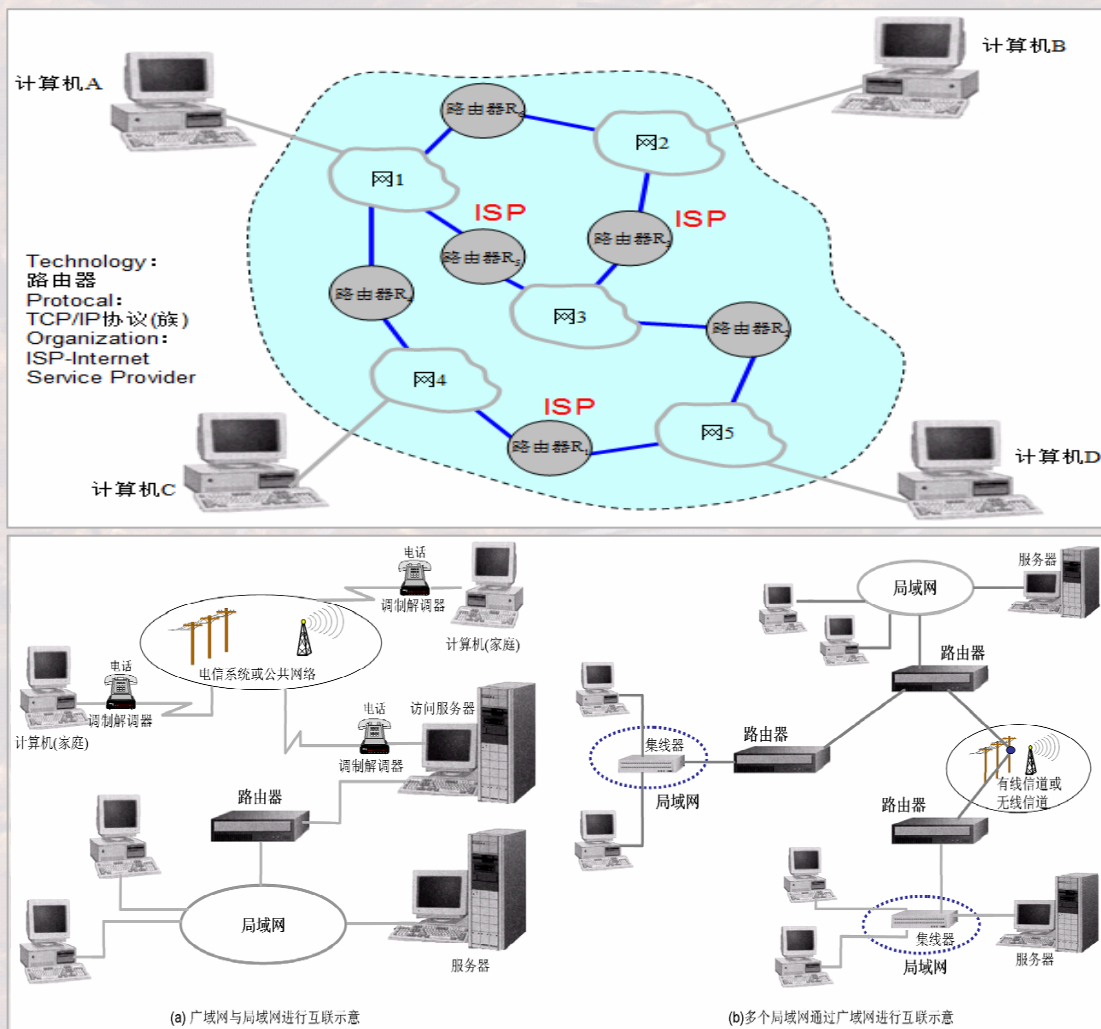 计算机A
计算机B
路由器R6
网2
网1
ISP
ISP
路由器R3
路由器R5
Technology：
路由器
Protocal：
TCP/IP协议(族)
Organization：
ISP-Internet
Service Provider
路由器R4
网3
路由器R2
网4
ISP
网5
路由器R1
计算机C
计算机D
电话
调制解调器
计算机(家庭)
电信系统或公共网络
电话
调制解调器
计算机(家庭)
电话
调制解调器
访问服务器
路由器
局域网
服务器
(a) 广域网与局域网进行互联示意
服务器
局域网
路由器
集线器
局域网
路由器
有线信道或
无线信道
路由器
集线器
局域网
服务器
(b)多个局域网通过广域网进行互联示意